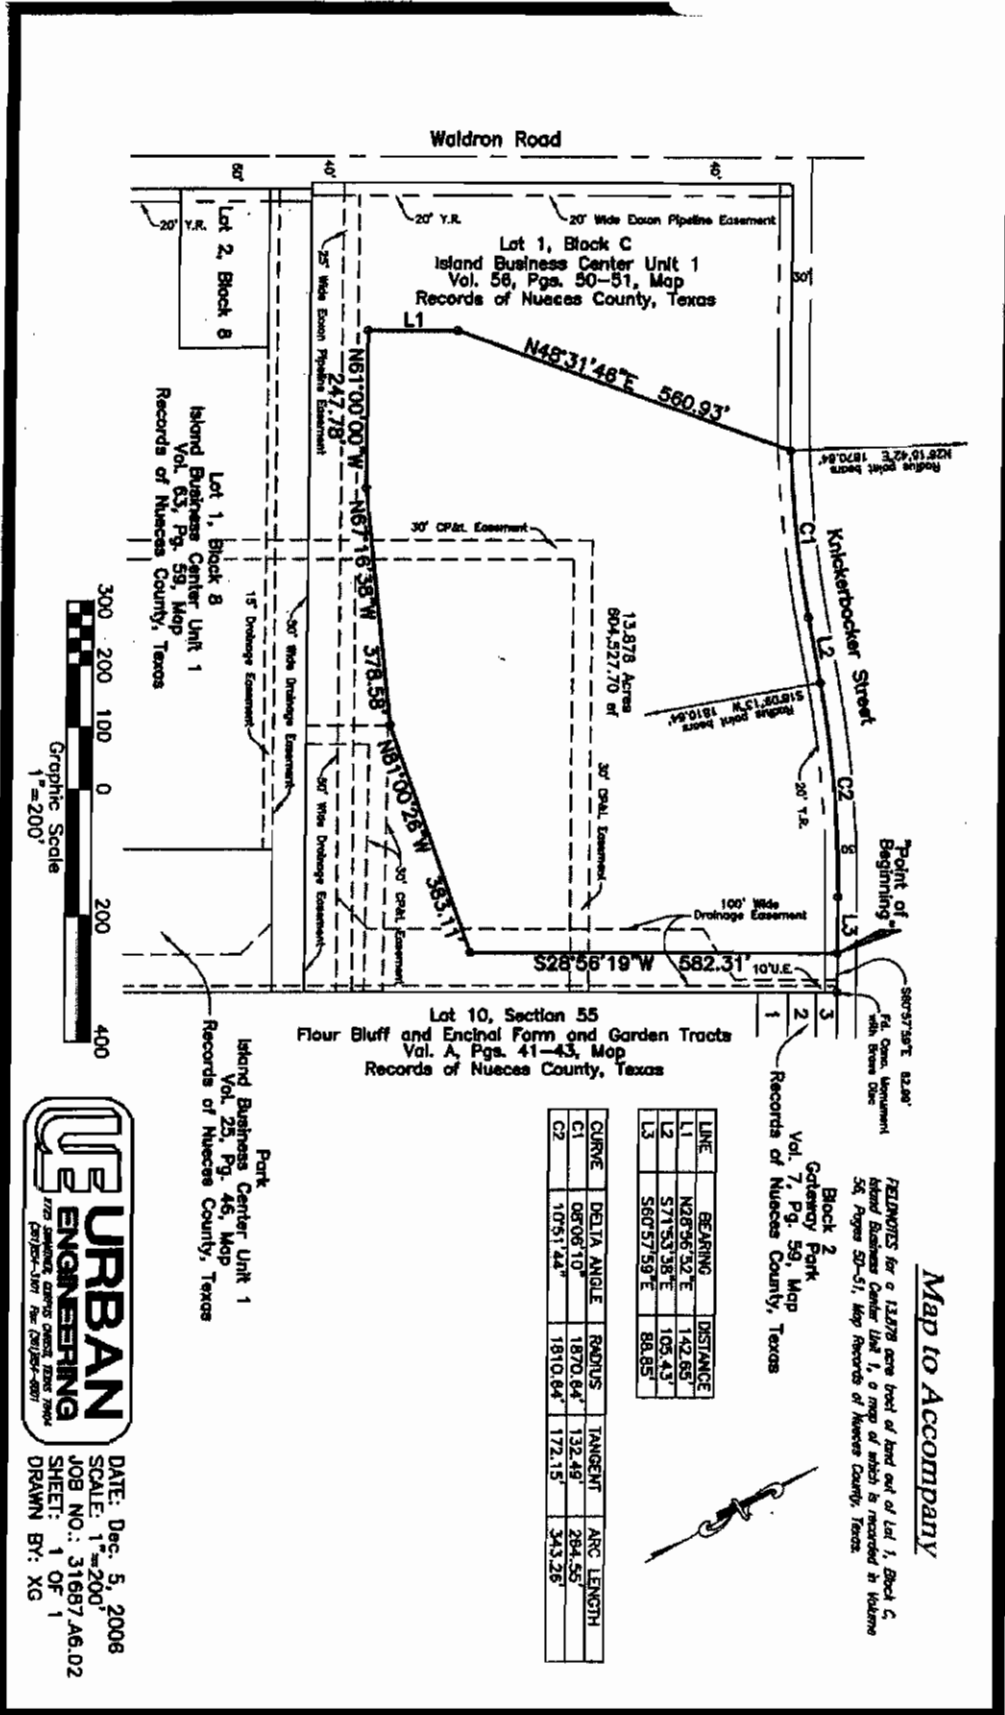 Map to Accompany
FIELDNOTES for a 13.878 acre tract of land out of Lot 1, Block C,
Island Business Center Unit 1, a map of which is recorded in Volume
56, Pages 50-51, Map Records of Nueces County, Texas.
Waldron Road
60'
40'
40'
20' Y.R.
20' Y.R.
20' Wide Exxon Pipeline Easement
Lot 1, Block C
Island Business Center Unit 1
Vol. 56, Pgs. 50-51, Map
Records of Nueces County, Texas
30'
Lot 2, Block 8
25' Wide Exxon Pipeline Easement
L1
N48°31'46"E 560.93'
Radius point bears
N26°15'42"E 1870.64'
N61°00'00"W
247.78'
Lot 1, Block 8
Island Business Center Unit 1
Vol. 63, Pg. 59, Map
Records of Nueces County, Texas
30' CP&L Easement
C1
Knickerbocker Street
L2
N67°16'38"W 378.58'
13.878 Acres
604,527.70 sf
Radius point bears
S18°09'13"W 1810.64'
15' Drainage Easement
50' Wide Drainage Easement
50' Wide Drainage Easement
30' CP&L Easement
N81°00'26"W 383.11'
30' CP&L Easement
20' Y.R.
C2
50
"Point of
Beginning"
L3
100' Wide
Drainage Easement
S28°56'19"W 582.31'
10'U.E.
S60°57'59"E 82.99'
Fd. Conc. Monument
with Brass Disc
1
2
3
Lot 10, Section 55
Flour Bluff and Encinal Farm and Garden Tracts
Vol. A, Pgs. 41-43, Map
Records of Nueces County, Texas
Block 2
Gateway Park
Vol. 7, Pg. 59, Map
Records of Nueces County, Texas
Park
Island Business Center Unit 1
Vol. 25, Pg. 46, Map
Records of Nueces County, Texas
300 200 100 0 200 400
Graphic Scale
1"=200'
LINE BEARING DISTANCE
L1 N28°56'52"E 142.65'
L2 S71°53'38"E 105.43'
L3 S60°57'59"E 88.85'
CURVE DELTA ANGLE RADIUS TANGENT ARC LENGTH
C1 08°06'10" 1870.64' 132.49' 264.55'
C2 10°51'44" 1810.64' 172.15' 343.26'
UE URBAN
ENGINEERING
DATE: Dec. 5, 2006
SCALE: 1"=200'
JOB NO.: 31687.A6.02
SHEET: 1 OF 1
DRAWN BY: XG